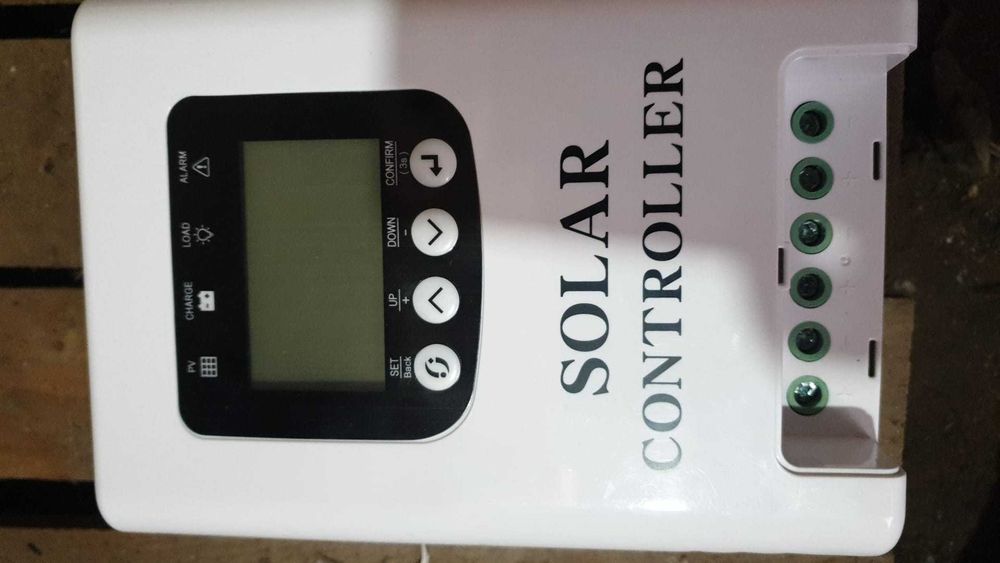 PV
CHARGE
LOAD
ALARM
SET
Back
UP
+
DOWN
-
CONFIRM
(3s)
SOLAR
CONTROLLER